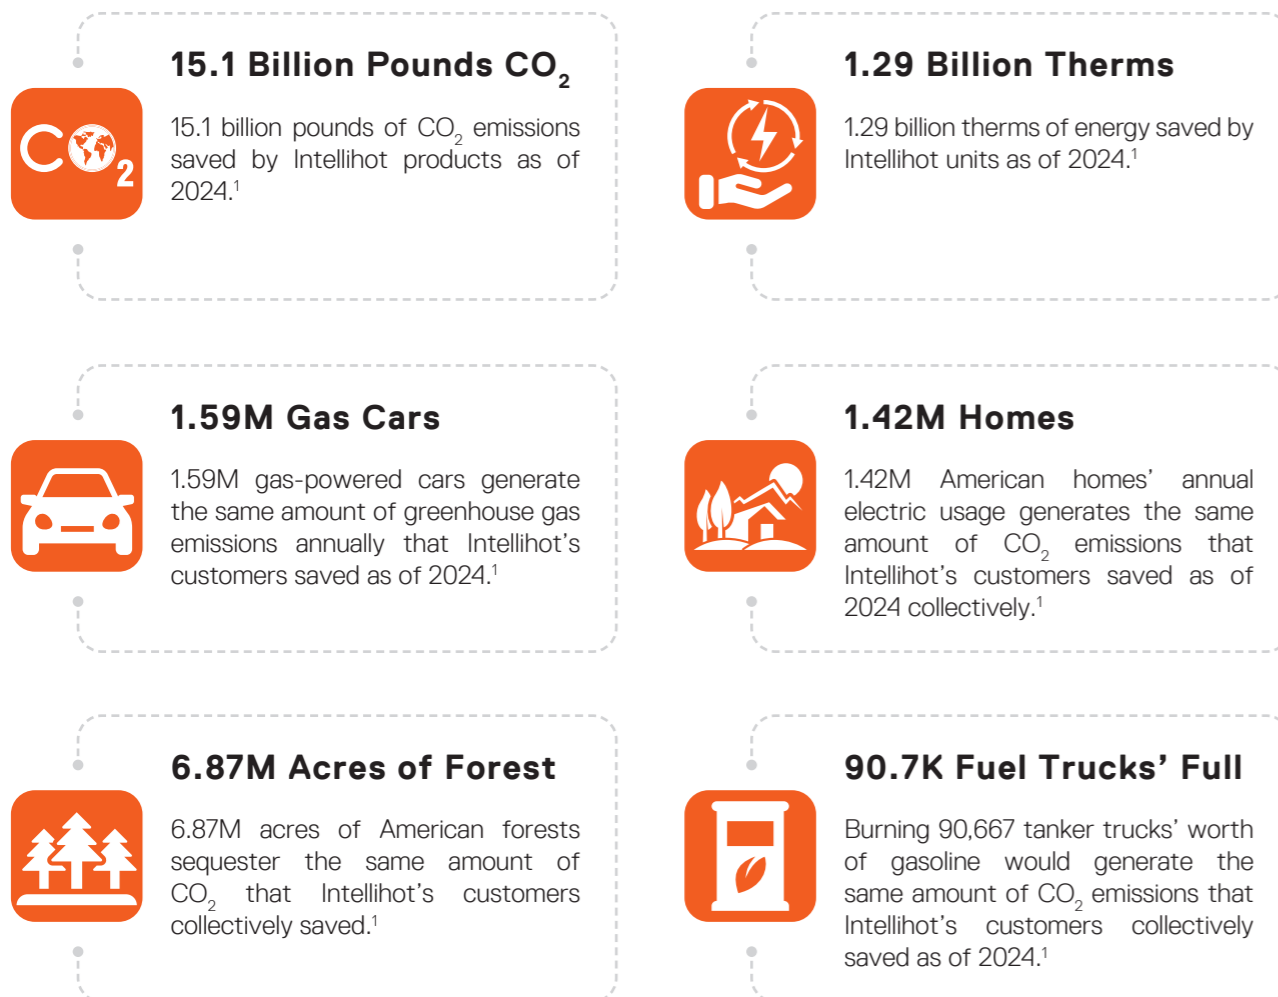 15.1 Billion Pounds CO₂
15.1 billion pounds of CO₂ emissions
saved by Intellihot products as of
2024.¹
CO₂
1.29 Billion Therms
1.29 billion therms of energy saved by
Intellihot units as of 2024.¹
1.59M Gas Cars
1.59M gas-powered cars generate
the same amount of greenhouse gas
emissions annually that Intellihot’s
customers saved as of 2024.¹
1.42M Homes
1.42M American homes’ annual
electric usage generates the same
amount of CO₂ emissions that
Intellihot’s customers saved as of
2024 collectively.¹
6.87M Acres of Forest
6.87M acres of American forests
sequester the same amount of
CO₂ that Intellihot’s customers
collectively saved.¹
90.7K Fuel Trucks’ Full
Burning 90,667 tanker trucks’ worth
of gasoline would generate the
same amount of CO₂ emissions that
Intellihot’s customers collectively
saved as of 2024.¹